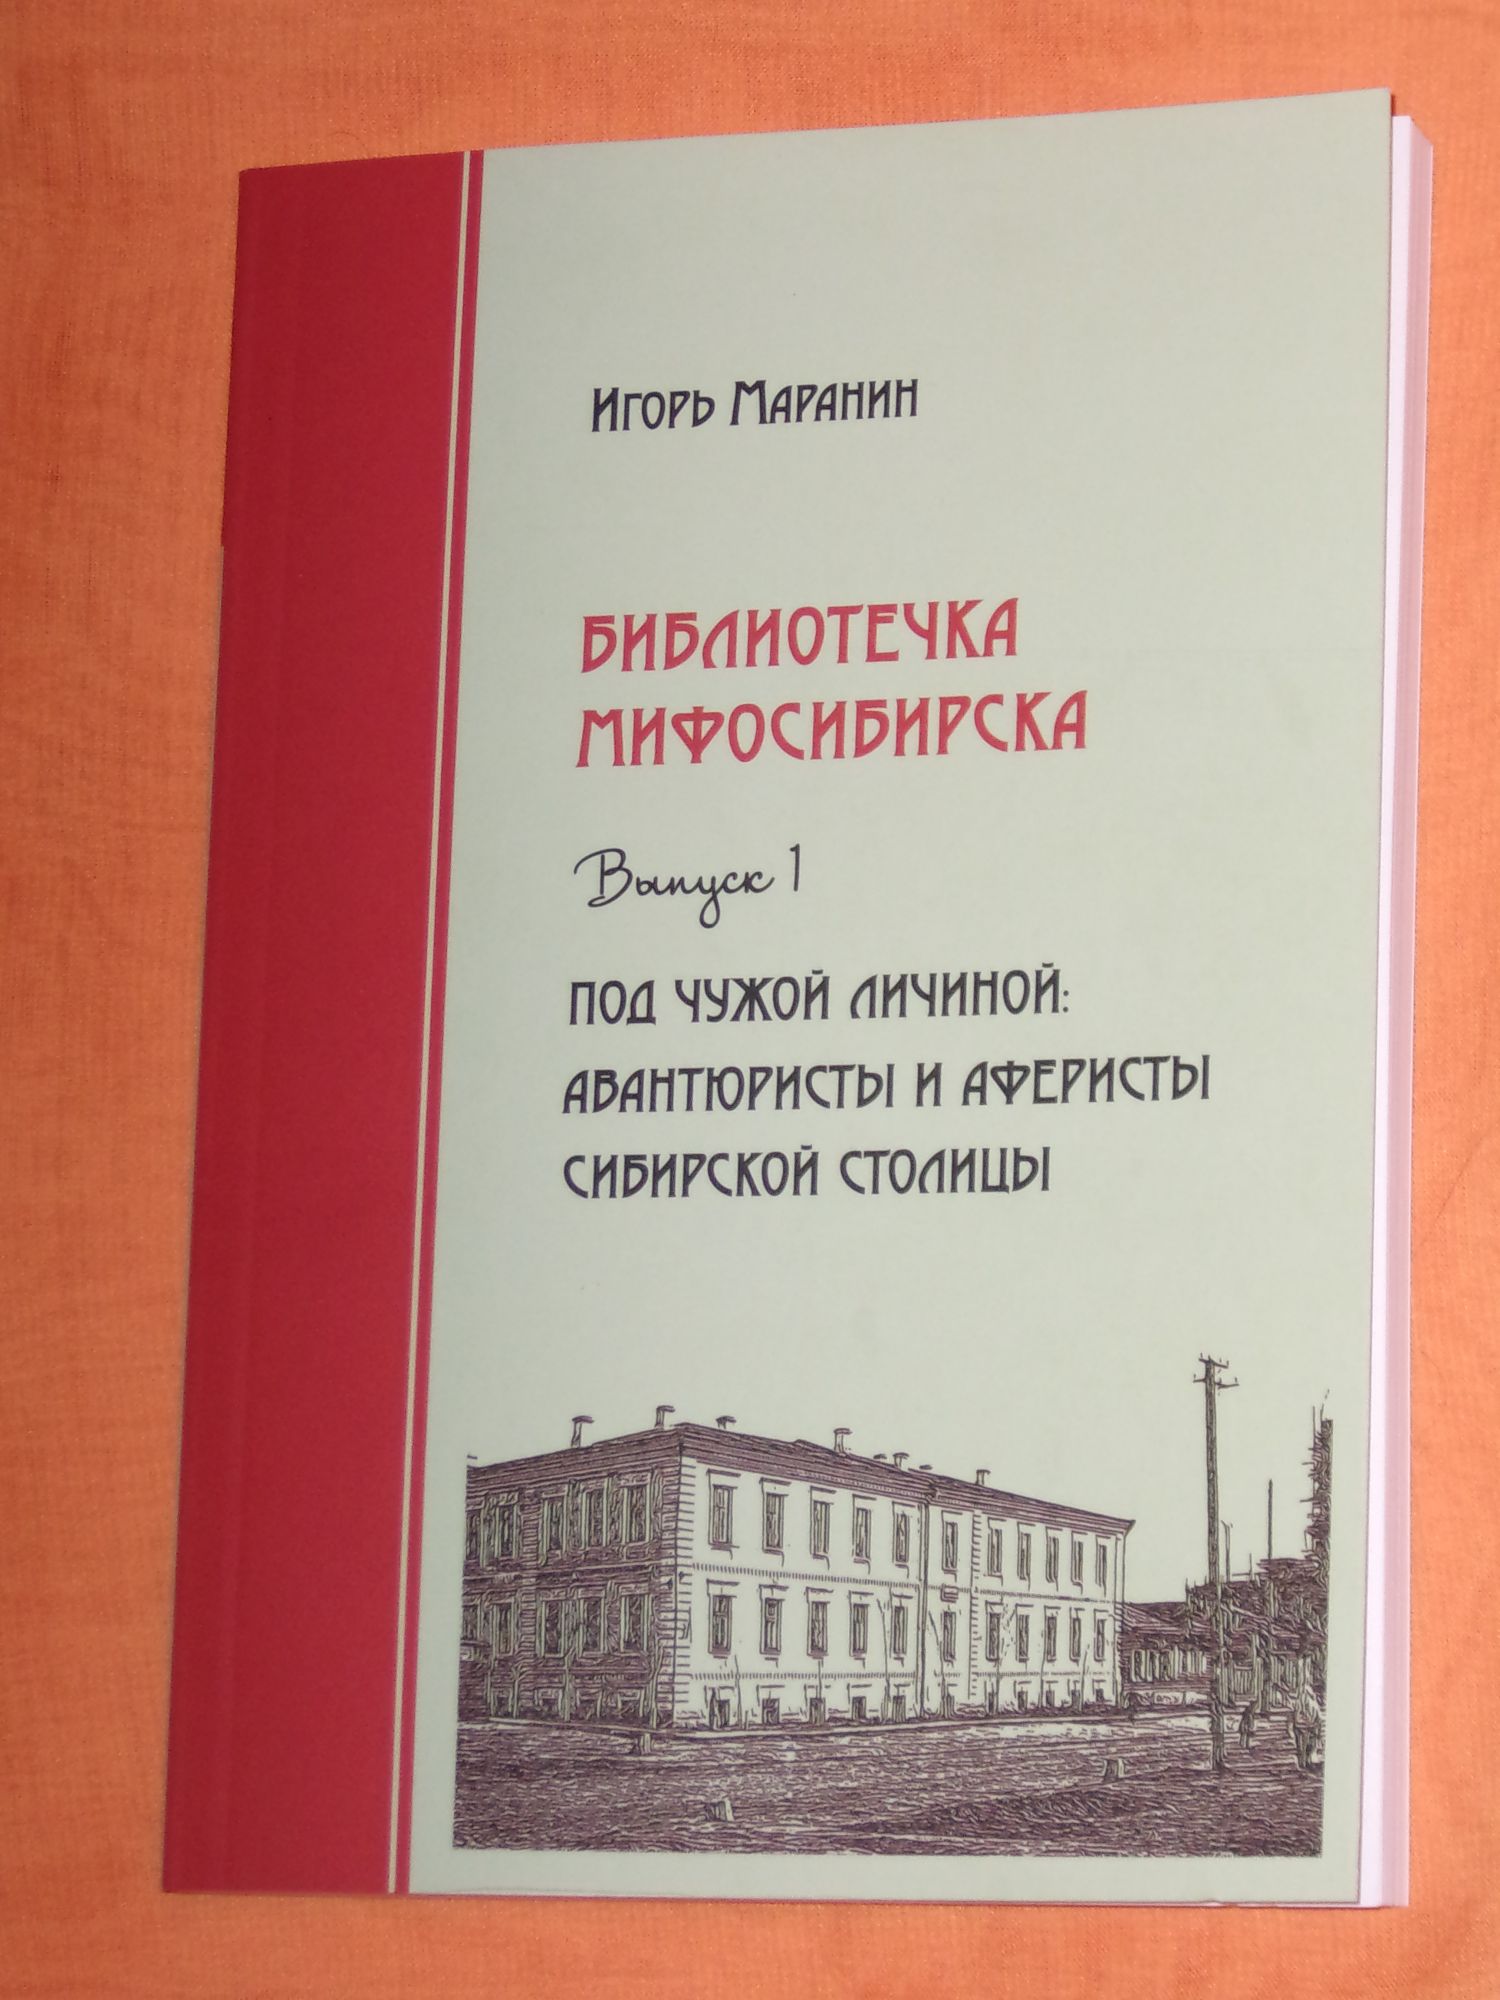 Игорь Маранин
БИБЛИОТЕЧКА
МИФОСИБИРСКА
Выпуск 1
ПОД ЧУЖОЙ ЛИЧИНОЙ:
АВАНТЮРИСТЫ И АФЕРИСТЫ
СИБИРСКОЙ СТОЛИЦЫ